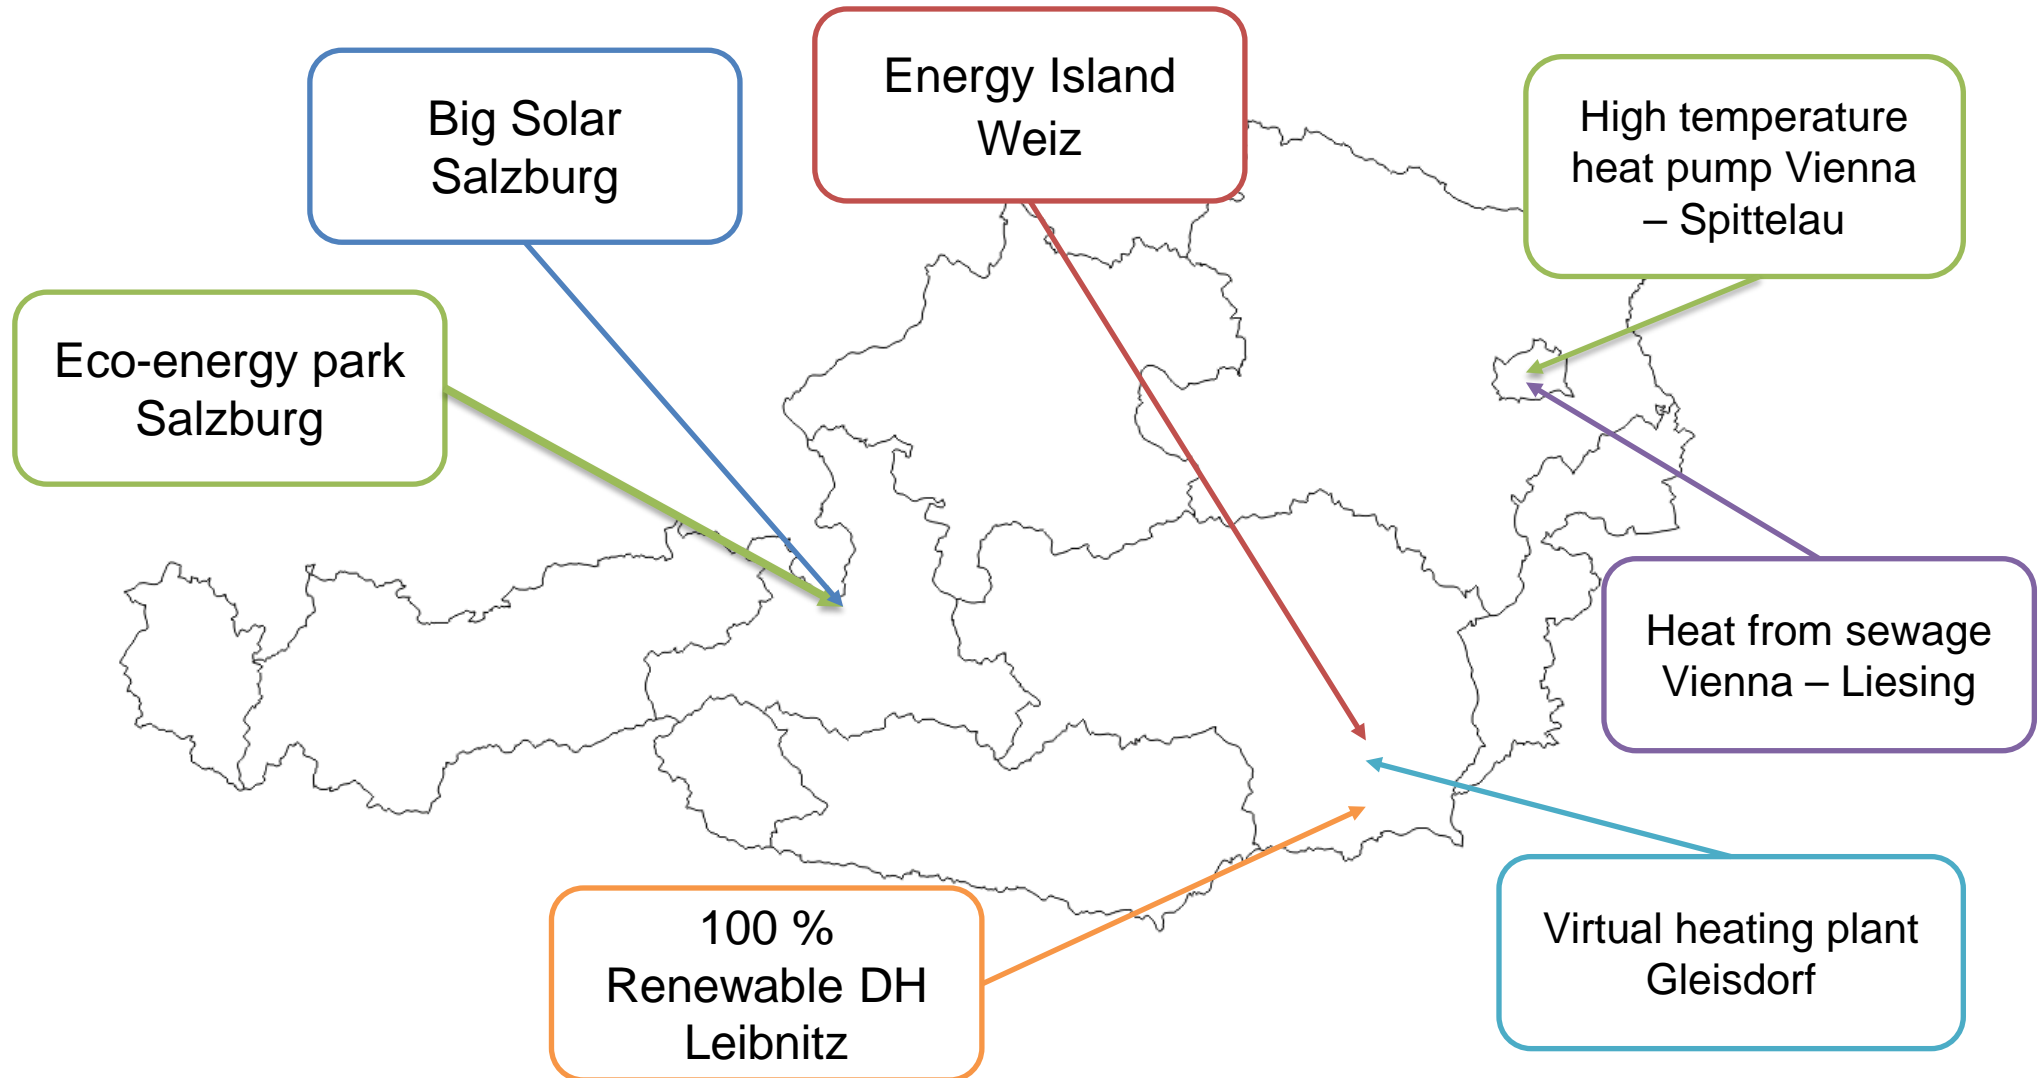 Big Solar
Salzburg
Energy Island
Weiz
High temperature
heat pump Vienna
– Spittelau
Eco-energy park
Salzburg
Heat from sewage
Vienna – Liesing
100 %
Renewable DH
Leibnitz
Virtual heating plant
Gleisdorf